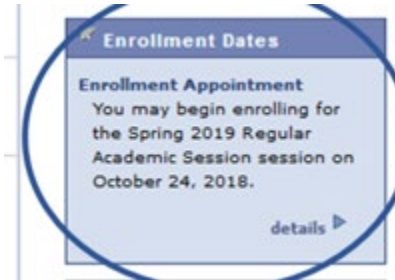 Enrollment Dates
Enrollment Appointment
You may begin enrolling for
the Spring 2019 Regular
Academic Session session on
October 24, 2018.
details